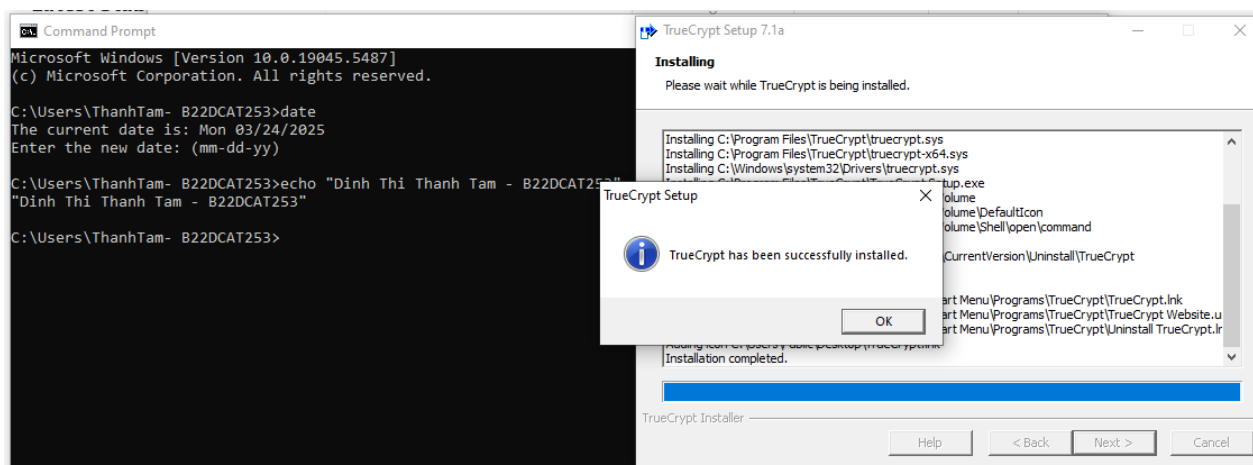 Command Prompt
Microsoft Windows [Version 10.0.19045.5487]
(c) Microsoft Corporation. All rights reserved.
C:\Users\ThanhTam- B22DCAT253>date
The current date is: Mon 03/24/2025
Enter the new date: (mm-dd-yy)
C:\Users\ThanhTam- B22DCAT253>echo "Dinh Thi Thanh Tam - B22DCAT253"
"Dinh Thi Thanh Tam - B22DCAT253"
C:\Users\ThanhTam- B22DCAT253>
TrueCrypt Setup 7.1a
Installing
Please wait while TrueCrypt is being installed.
Installing C:\Program Files\TrueCrypt\truecrypt.sys
Installing C:\Program Files\TrueCrypt\truecrypt-x64.sys
Installing C:\Windows\system32\Drivers\truecrypt.sys
tup.exe
olume
olume\DefaultIcon
olume\Shell\open\command
\CurrentVersion\Uninstall\TrueCrypt
art Menu\Programs\TrueCrypt\TrueCrypt.lnk
art Menu\Programs\TrueCrypt\TrueCrypt Website.u
art Menu\Programs\TrueCrypt\Uninstall TrueCrypt.lr
Installation completed.
TrueCrypt Setup
TrueCrypt has been successfully installed.
OK
TrueCrypt Installer
Help
< Back
Next >
Cancel